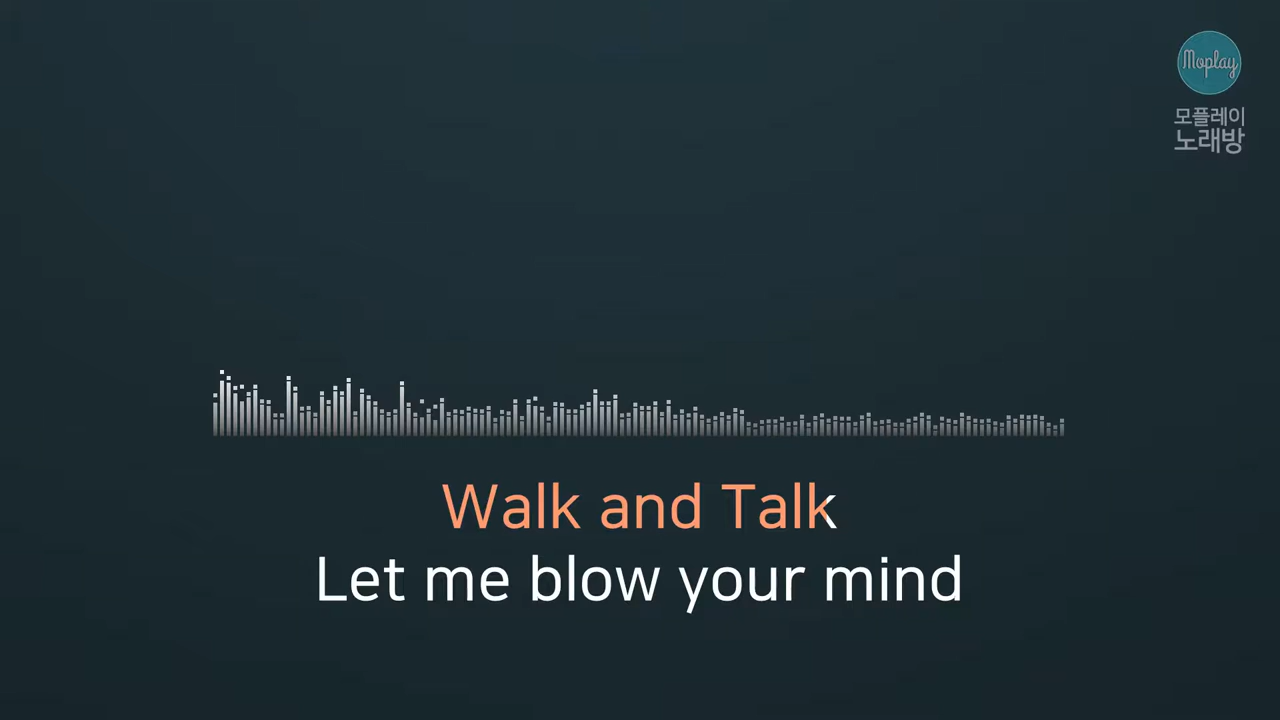 Moplay
모플레이
노래방
Walk and Talk
Let me blow your mind